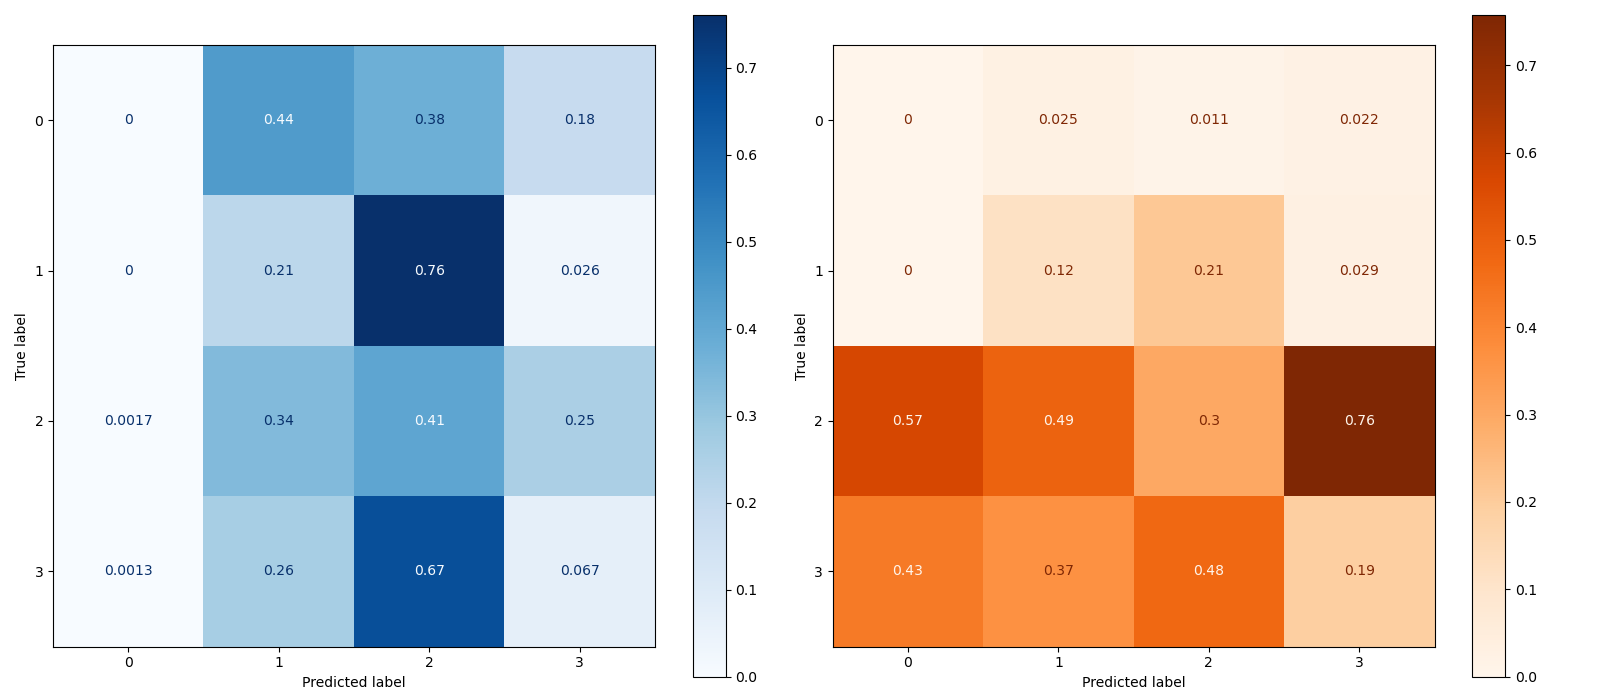 0 0 0.44 0.38 0.18
1 0 0.21 0.76 0.026
2 0.0017 0.34 0.41 0.25
3 0.0013 0.26 0.67 0.067
0 1 2 3
Predicted label
True label
0.7
0.6
0.5
0.4
0.3
0.2
0.1
0.0
0 0 0.025 0.011 0.022
1 0 0.12 0.21 0.029
2 0.57 0.49 0.3 0.76
3 0.43 0.37 0.48 0.19
0 1 2 3
Predicted label
True label
0.7
0.6
0.5
0.4
0.3
0.2
0.1
0.0